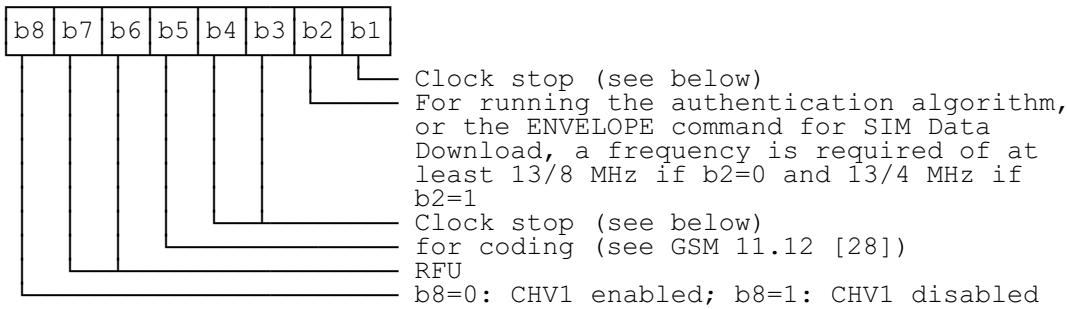 b8 b7 b6 b5 b4 b3 b2 b1
Clock stop (see below)
For running the authentication algorithm,
or the ENVELOPE command for SIM Data
Download, a frequency is required of at
least 13/8 MHz if b2=0 and 13/4 MHz if
b2=1
Clock stop (see below)
for coding (see GSM 11.12 [28])
RFU
b8=0: CHV1 enabled; b8=1: CHV1 disabled